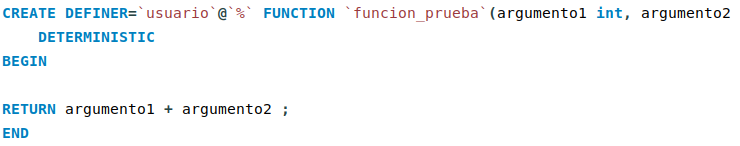 CREATE DEFINER=`usuario`@`%` FUNCTION `funcion_prueba`(argumento1 int, argumento2
DETERMINISTIC
BEGIN
RETURN argumento1 + argumento2 ;
END